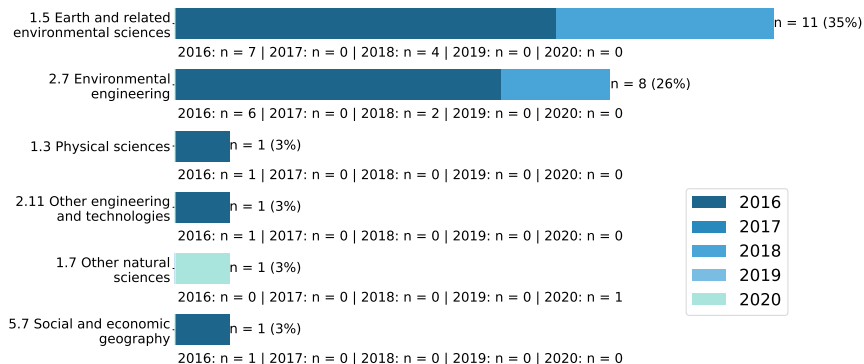 1.5 Earth and related
environmental sciences
n = 11 (35%)
2016: n = 7 | 2017: n = 0 | 2018: n = 4 | 2019: n = 0 | 2020: n = 0
2.7 Environmental
engineering
n = 8 (26%)
2016: n = 6 | 2017: n = 0 | 2018: n = 2 | 2019: n = 0 | 2020: n = 0
1.3 Physical sciences
n = 1 (3%)
2016: n = 1 | 2017: n = 0 | 2018: n = 0 | 2019: n = 0 | 2020: n = 0
2.11 Other engineering
and technologies
n = 1 (3%)
2016: n = 1 | 2017: n = 0 | 2018: n = 0 | 2019: n = 0 | 2020: n = 0
1.7 Other natural
sciences
n = 1 (3%)
2016: n = 0 | 2017: n = 0 | 2018: n = 0 | 2019: n = 0 | 2020: n = 1
5.7 Social and economic
geography
n = 1 (3%)
2016: n = 1 | 2017: n = 0 | 2018: n = 0 | 2019: n = 0 | 2020: n = 0
2016
2017
2018
2019
2020